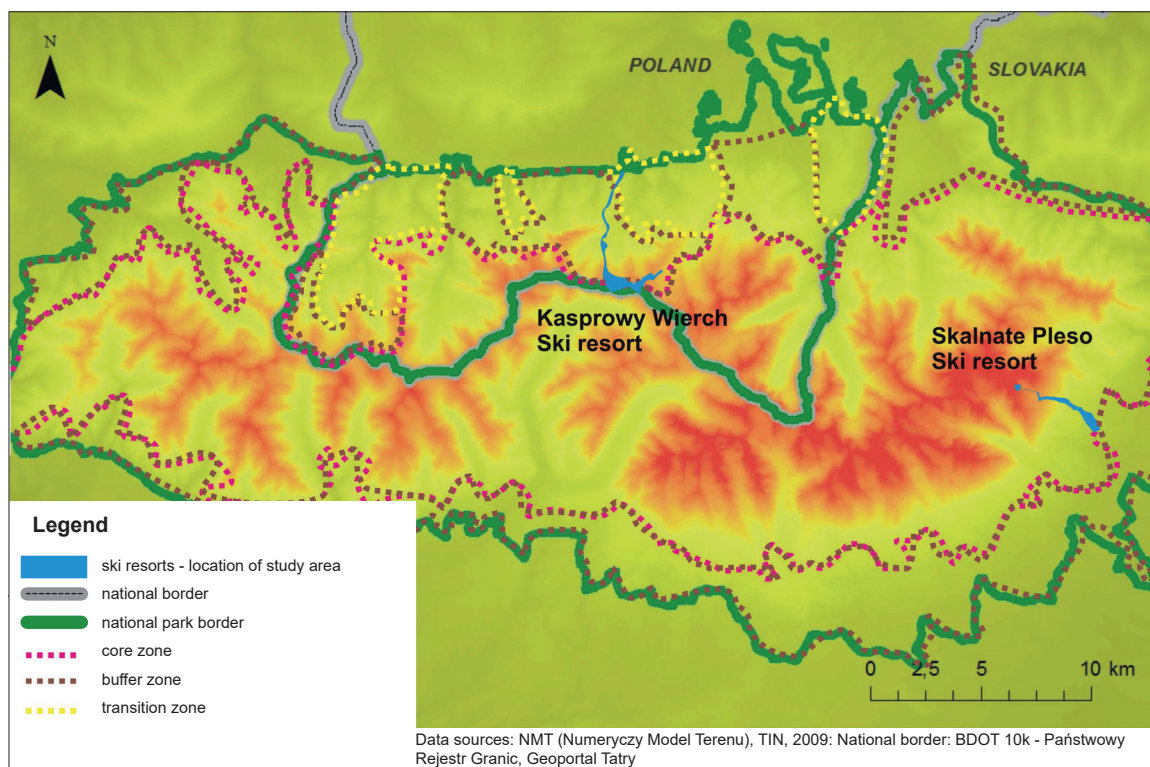 N
POLAND
SLOVAKIA
Kasprowy Wierch
Ski resort
Skalnate Pleso
Ski resort
Legend
ski resorts - location of study area
national border
national park border
core zone
buffer zone
transition zone
0 2,5 5 10 km
Data sources: NMT (Numeryczy Model Terenu), TIN, 2009: National border: BDOT 10k - Państwowy
Rejestr Granic, Geoportal Tatry